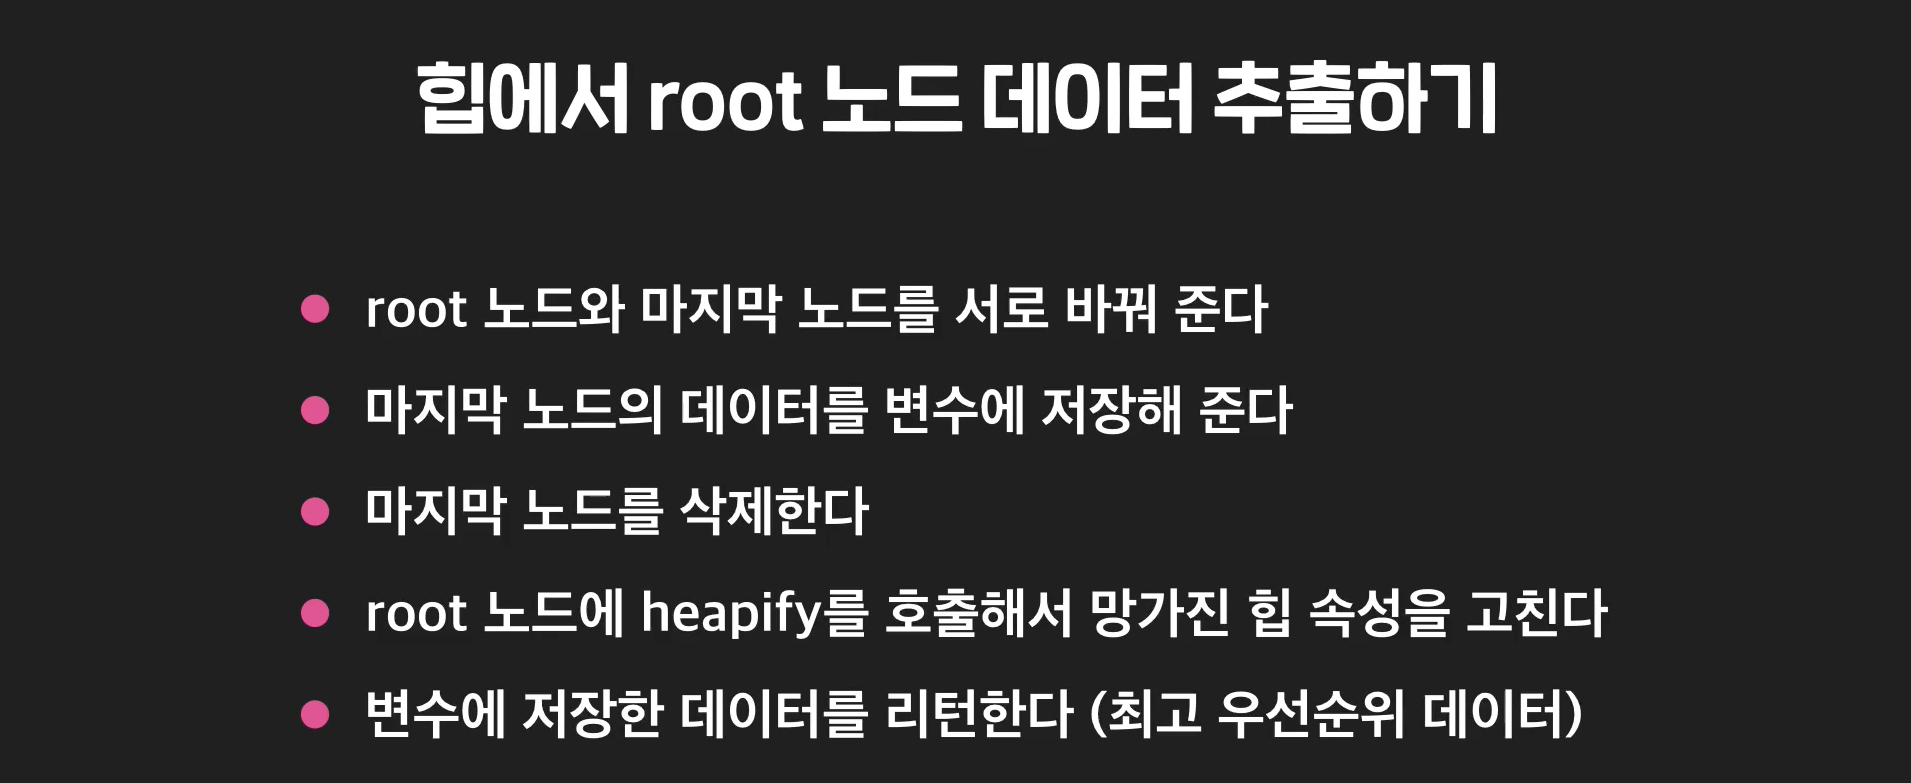 힙에서 root 노드 데이터 추출하기
root 노드와 마지막 노드를 서로 바꿔 준다
마지막 노드의 데이터를 변수에 저장해 준다
마지막 노드를 삭제한다
root 노드에 heapify를 호출해서 망가진 힙 속성을 고친다
변수에 저장한 데이터를 리턴한다 (최고 우선순위 데이터)